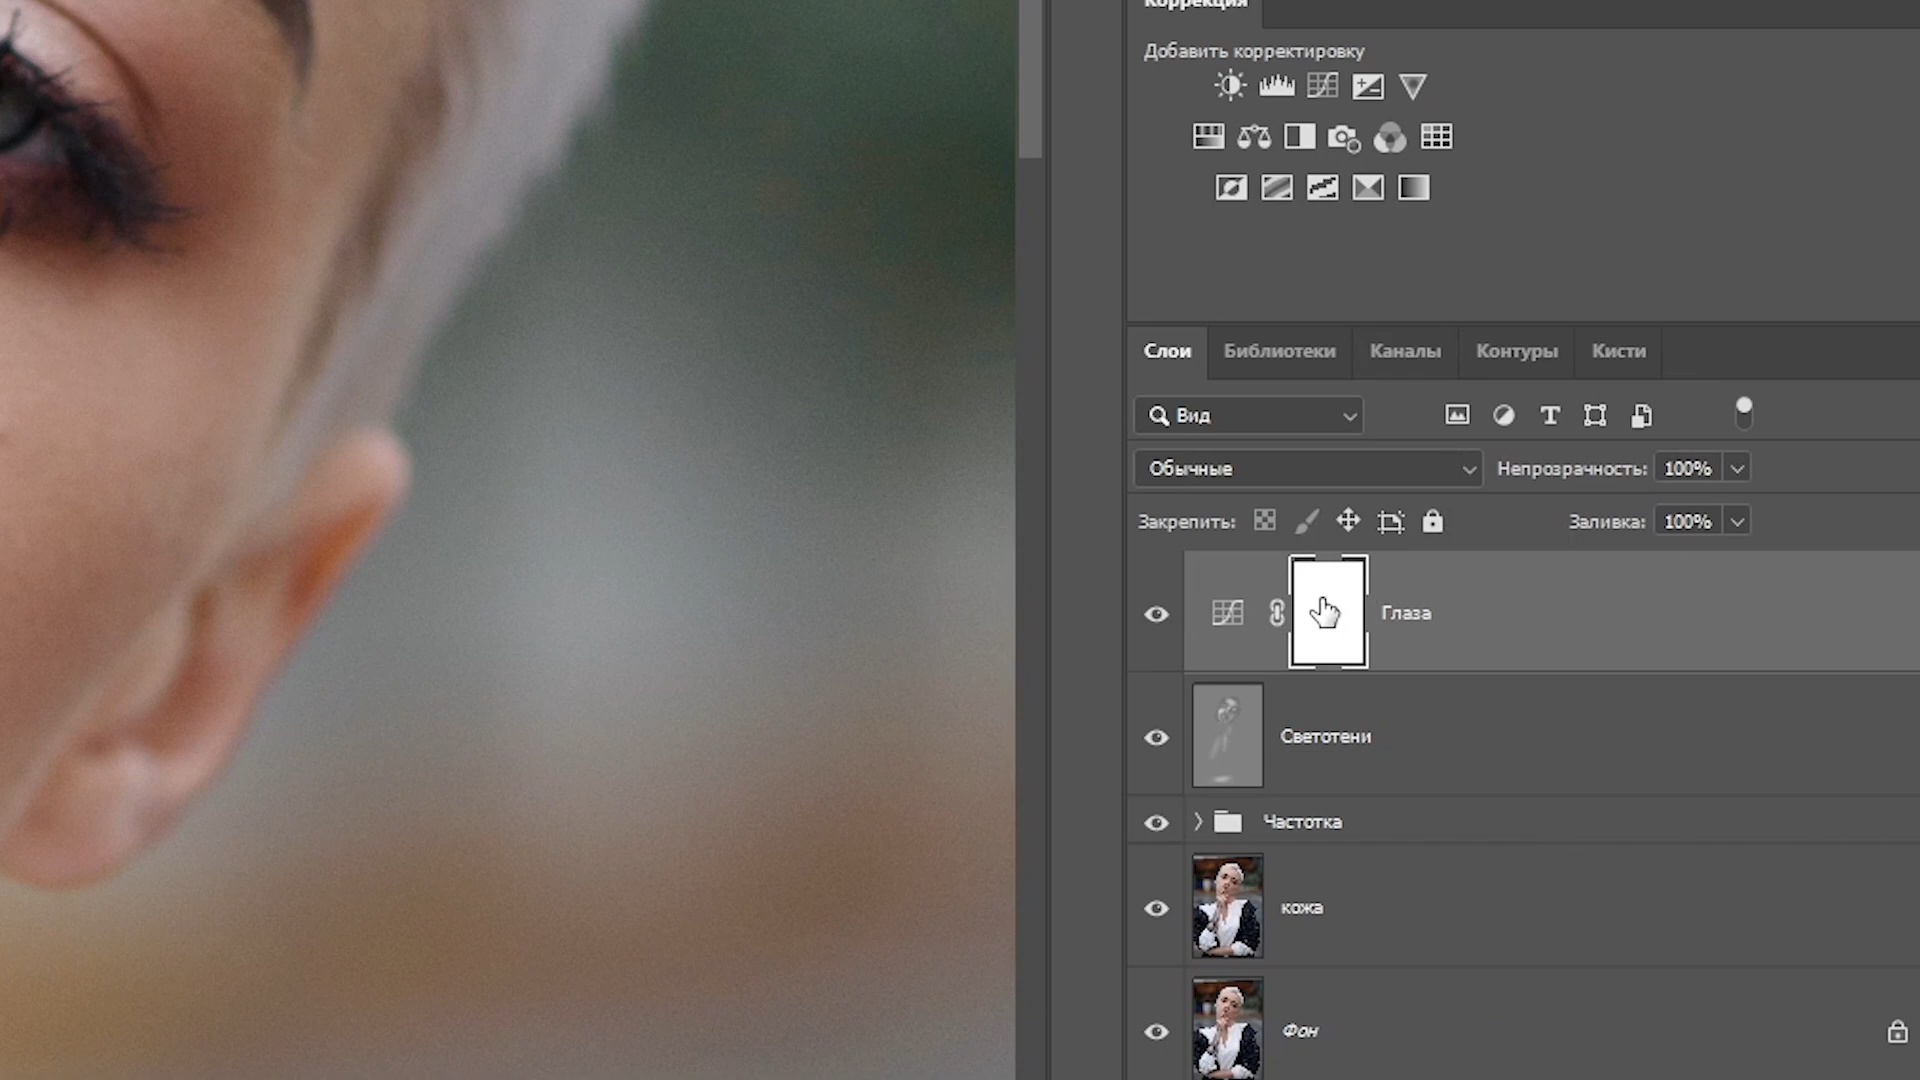 Коррекция
Добавить корректировку
Слои Библиотеки Каналы Контуры Кисти
Вид
Обычные Непрозрачность: 100%
Закрепить: Заливка: 100%
Глаза
Светотени
Частотка
кожа
Фон